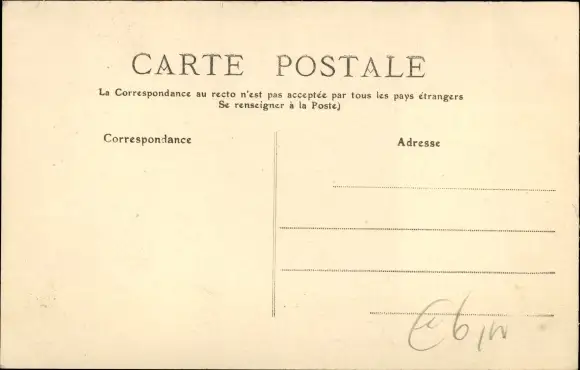 CARTE POSTALE
La Correspondance au recto n'est pas acceptée par tous les pays étrangers
Se renseigner à la Poste)
Correspondance
Adresse